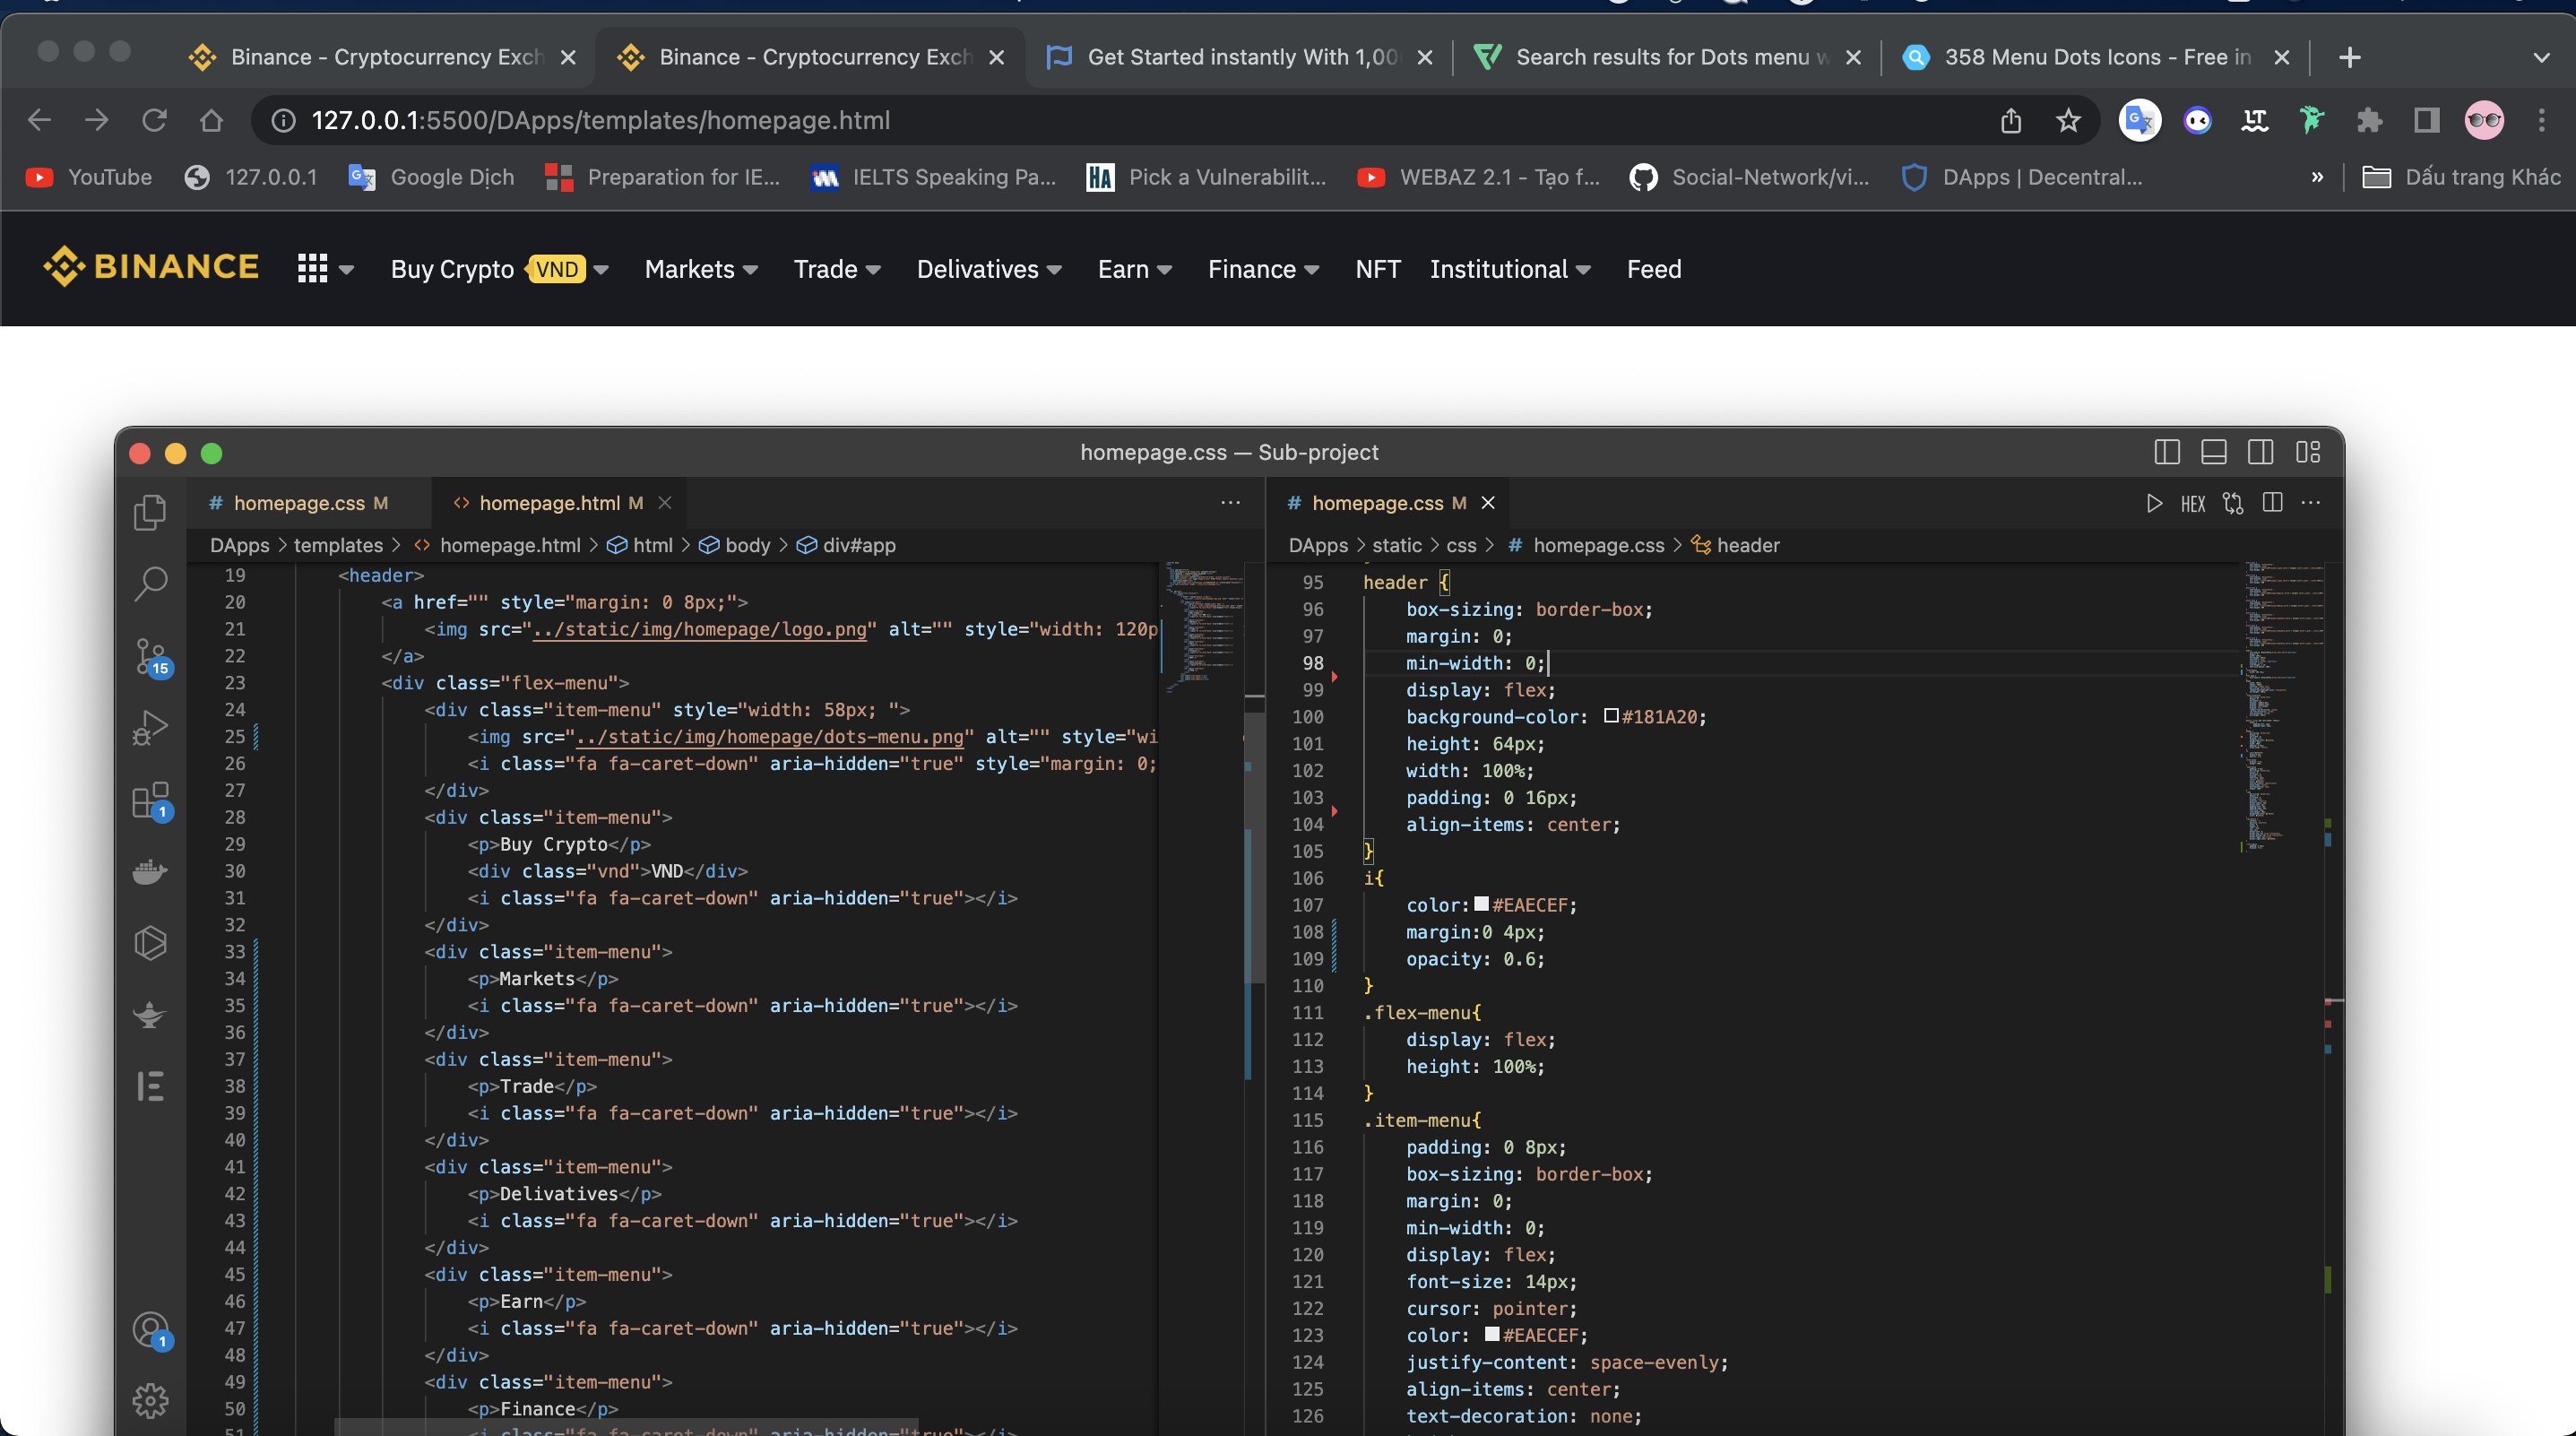 Binance - Cryptocurrency Exch
Binance - Cryptocurrency Exch
Get Started instantly With 1,00
Search results for Dots menu w
358 Menu Dots Icons - Free in
127.0.0.1:5500/DApps/templates/homepage.html
YouTube
127.0.0.1
Google Dịch
Preparation for IE...
IELTS Speaking Pa...
HA Pick a Vulnerabilit...
WEBAZ 2.1 - Tạo f...
Social-Network/vi...
DApps | Decentral...
»
Dấu trang Khác
BINANCE
Buy Crypto VND
Markets
Trade
Delivatives
Earn
Finance
NFT
Institutional
Feed
homepage.css — Sub-project
# homepage.css M
<> homepage.html M
DApps > templates > <> homepage.html > html > body > div#app
15
1
1
19 <header>
20 <a href="" style="margin: 0 8px;">
21 <img src="../static/img/homepage/logo.png" alt="" style="width: 120p
22 </a>
23 <div class="flex-menu">
24 <div class="item-menu" style="width: 58px; ">
25 <img src="../static/img/homepage/dots-menu.png" alt="" style="wi
26 <i class="fa fa-caret-down" aria-hidden="true" style="margin: 0;
27 </div>
28 <div class="item-menu">
29 <p>Buy Crypto</p>
30 <div class="vnd">VND</div>
31 <i class="fa fa-caret-down" aria-hidden="true"></i>
32 </div>
33 <div class="item-menu">
34 <p>Markets</p>
35 <i class="fa fa-caret-down" aria-hidden="true"></i>
36 </div>
37 <div class="item-menu">
38 <p>Trade</p>
39 <i class="fa fa-caret-down" aria-hidden="true"></i>
40 </div>
41 <div class="item-menu">
42 <p>Delivatives</p>
43 <i class="fa fa-caret-down" aria-hidden="true"></i>
44 </div>
45 <div class="item-menu">
46 <p>Earn</p>
47 <i class="fa fa-caret-down" aria-hidden="true"></i>
48 </div>
49 <div class="item-menu">
50 <p>Finance</p>
51 <i class="fa fa-caret-down" aria-hidden="true"></i>
# homepage.css M
HEX
DApps > static > css > # homepage.css > header
95 header {
96 box-sizing: border-box;
97 margin: 0;
98 min-width: 0;
99 display: flex;
100 background-color: #181A20;
101 height: 64px;
102 width: 100%;
103 padding: 0 16px;
104 align-items: center;
105 }
106 i{
107 color: #EAECEF;
108 margin:0 4px;
109 opacity: 0.6;
110 }
111 .flex-menu{
112 display: flex;
113 height: 100%;
114 }
115 .item-menu{
116 padding: 0 8px;
117 box-sizing: border-box;
118 margin: 0;
119 min-width: 0;
120 display: flex;
121 font-size: 14px;
122 cursor: pointer;
123 color: #EAECEF;
124 justify-content: space-evenly;
125 align-items: center;
126 text-decoration: none;